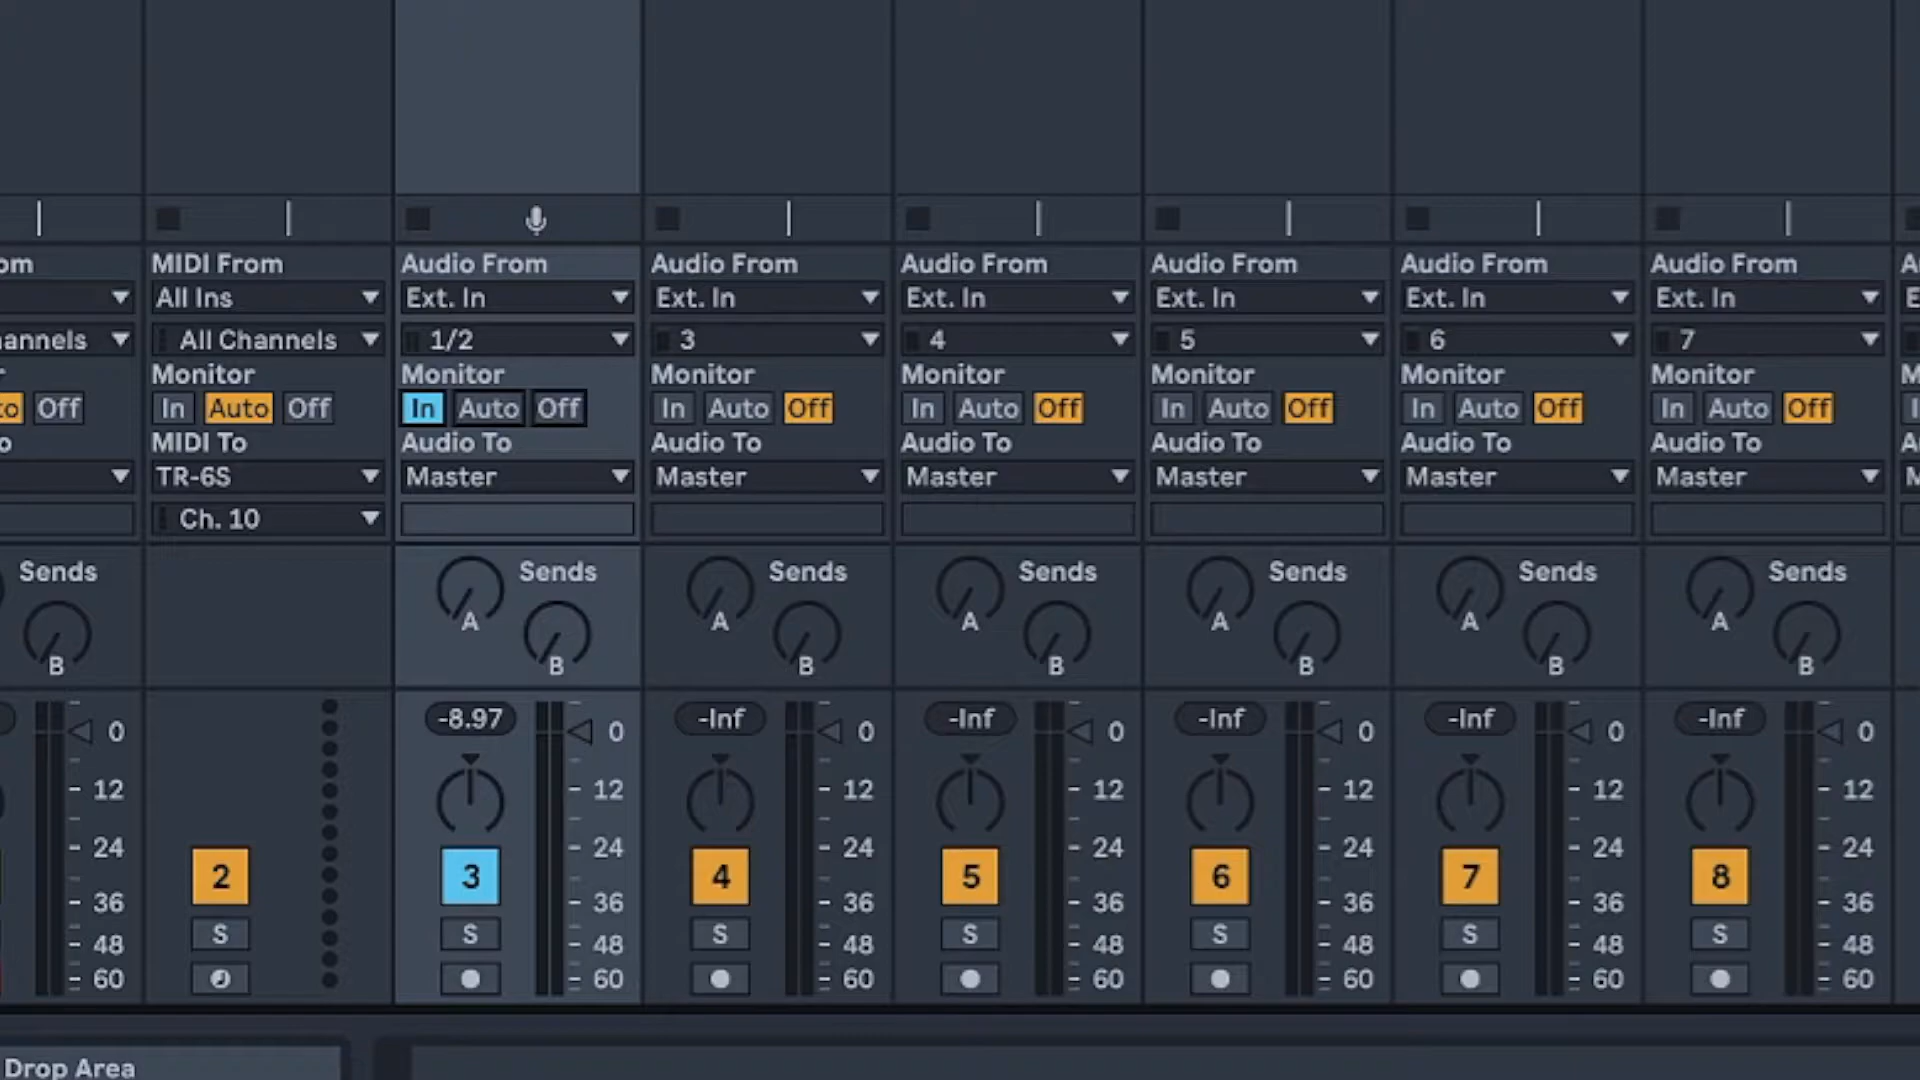 om MIDI From Audio From Audio From Audio From Audio From Audio From Audio From
All Ins Ext. In Ext. In Ext. In Ext. In Ext. In Ext. In
annels All Channels 1/2 3 4 5 6 7
Monitor Monitor Monitor Monitor Monitor Monitor Monitor
to Off In Auto Off In Auto Off In Auto Off In Auto Off In Auto Off In Auto Off In Auto Off
o MIDI To Audio To Audio To Audio To Audio To Audio To Audio To
TR-6S Master Master Master Master Master Master
Ch. 10
Sends Sends Sends Sends Sends Sends Sends
A A A A A A
B B B B B B B
-8.97 -Inf -Inf -Inf -Inf -Inf
0 0 0 0 0 0 0
12 12 12 12 12 12 12
24 24 24 24 24 24 24
2 3 4 5 6 7 8
36 36 36 36 36 36 36
S S S S S S S
48 48 48 48 48 48 48
60 60 60 60 60 60 60
Drop Area